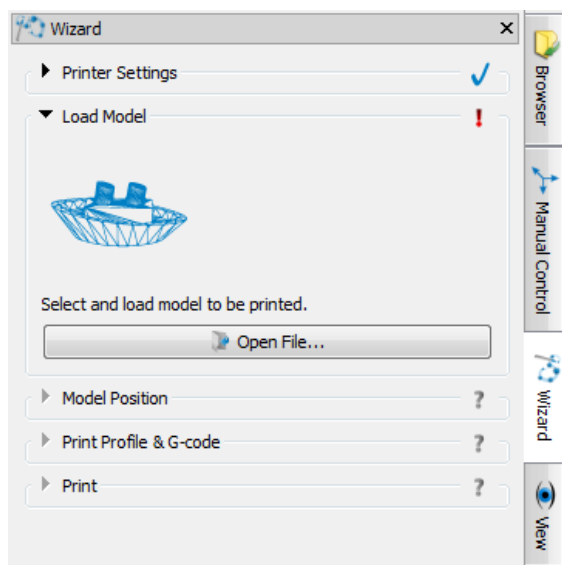 Wizard
Printer Settings
Load Model
Select and load model to be printed.
Open File...
Model Position
?
Print Profile & G-code
?
Print
?
Browser
Manual Control
Wizard
View